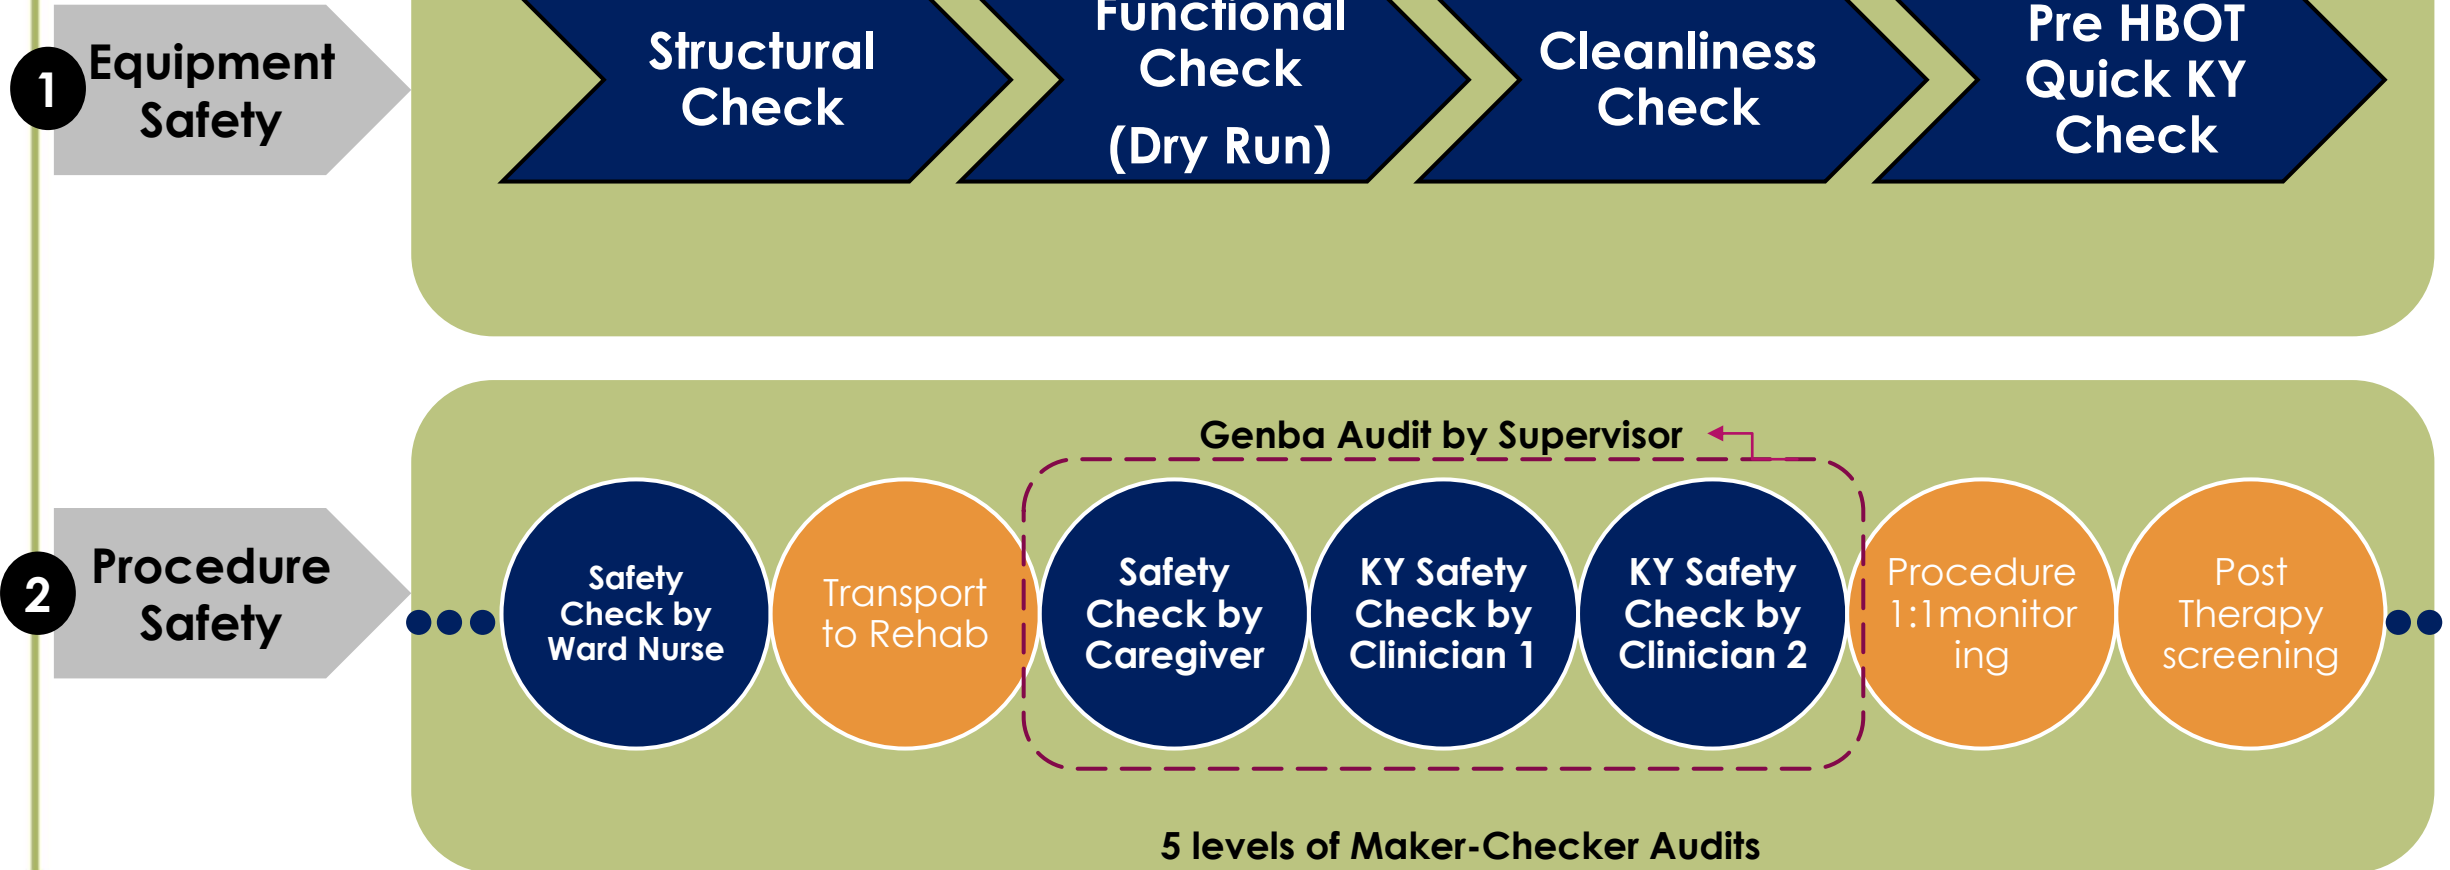 1
Equipment
Safety
Structural
Check
Functional
Check
(Dry Run)
Cleanliness
Check
Pre HBOT
Quick KY
Check
2
Procedure
Safety
Genba Audit by Supervisor
Safety
Check by
Ward Nurse
Transport
to Rehab
Safety
Check by
Caregiver
KY Safety
Check by
Clinician 1
KY Safety
Check by
Clinician 2
Procedure
1:1monitor
ing
Post
Therapy
screening
5 levels of Maker-Checker Audits